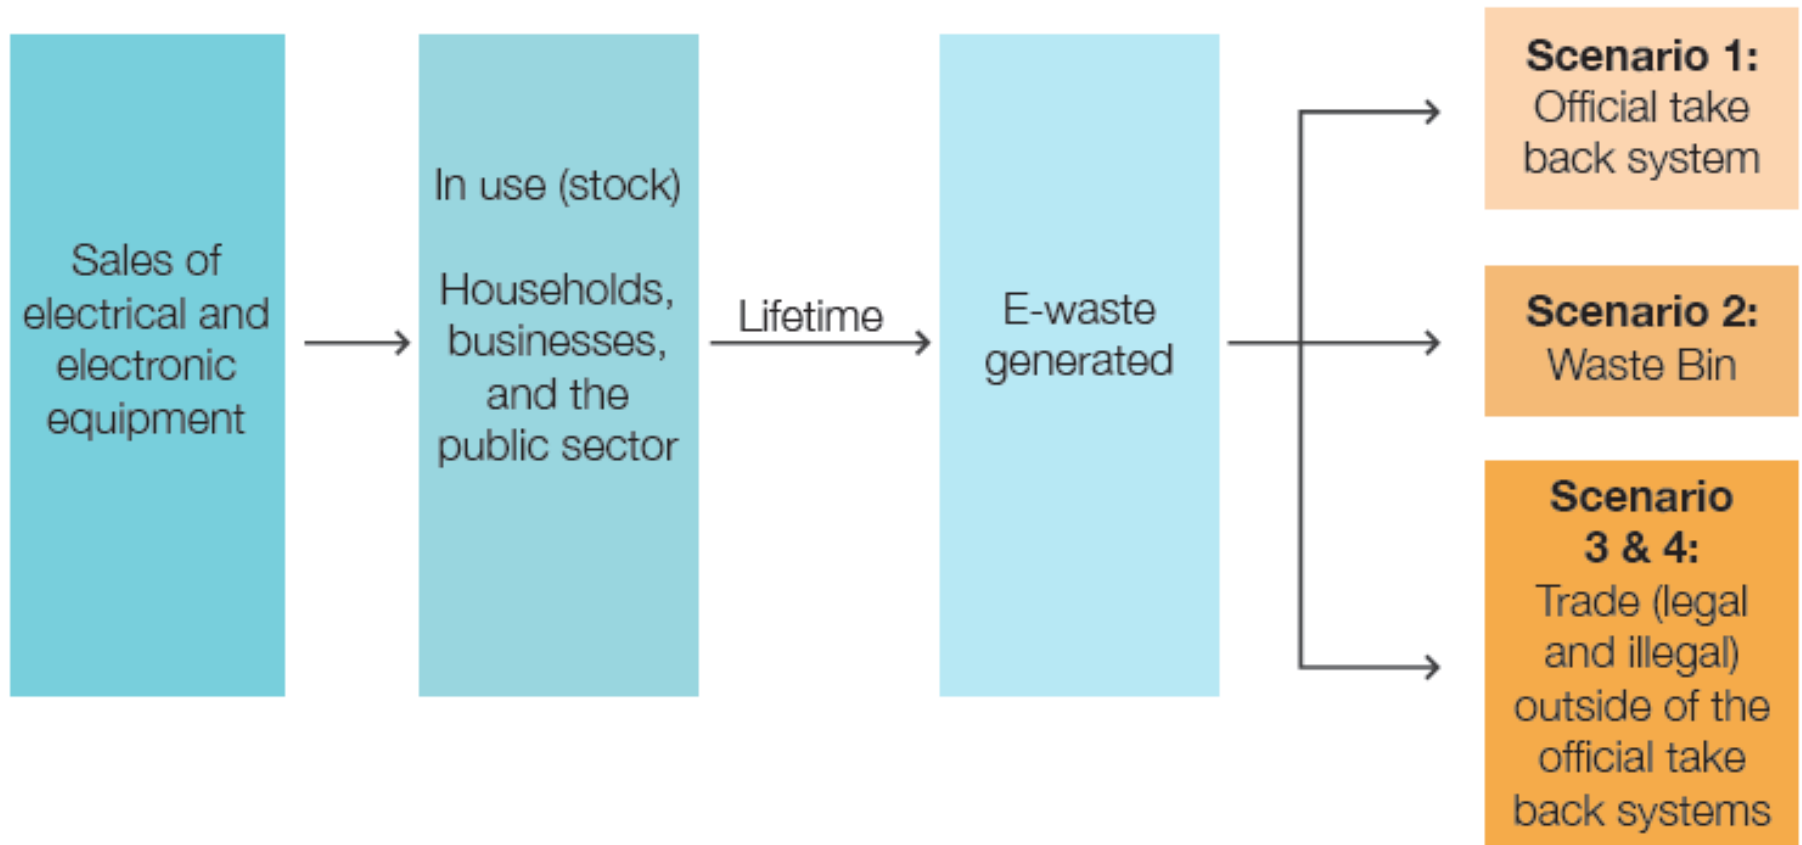 Sales of
electrical and
electronic
equipment
In use (stock)
Households,
businesses,
and the
public sector
Lifetime
E-waste
generated
Scenario 1:
Official take
back system
Scenario 2:
Waste Bin
Scenario
3 & 4:
Trade (legal
and illegal)
outside of the
official take
back systems